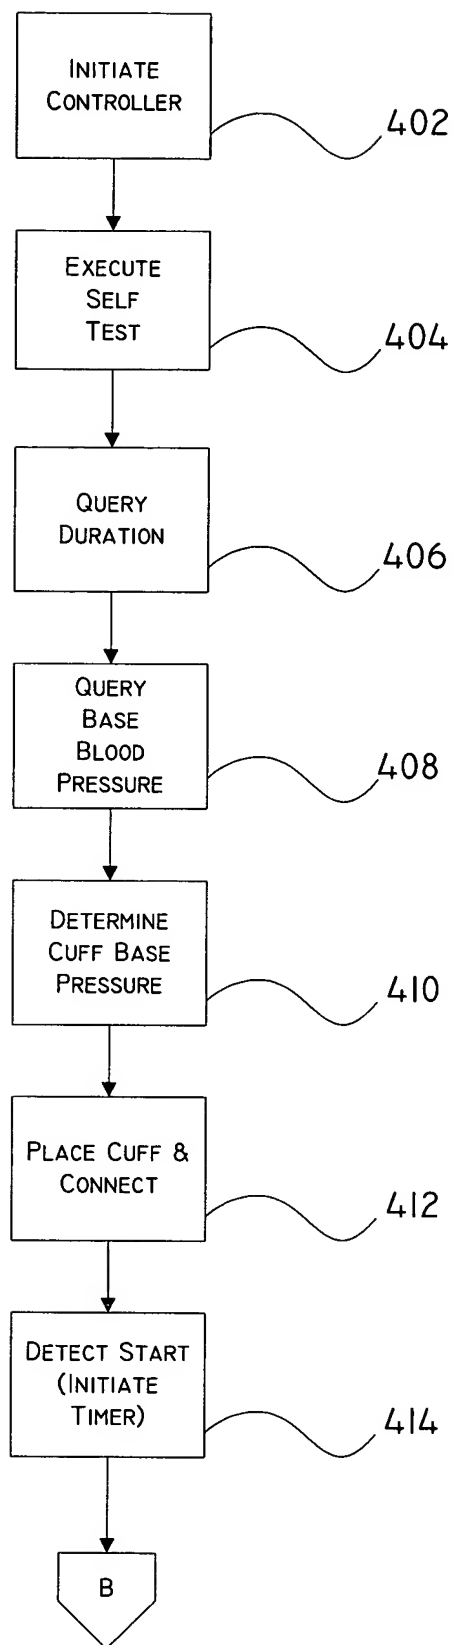 INITIATE
CONTROLLER
402
EXECUTE
SELF
TEST
404
QUERY
DURATION
406
QUERY
BASE
BLOOD
PRESSURE
408
DETERMINE
CUFF BASE
PRESSURE
410
PLACE CUFF &
CONNECT
412
DETECT START
(INITIATE
TIMER)
414
B